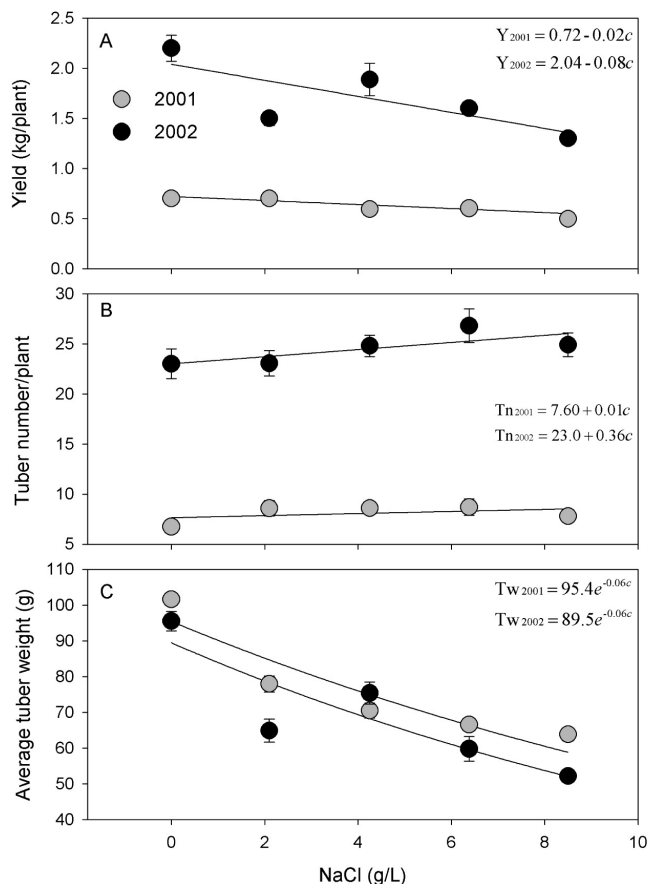 A
Y2001 = 0.72 - 0.02c
Y2002 = 2.04 - 0.08c
2001
2002
Yield (kg/plant)
2.5
2.0
1.5
1.0
0.5
0.0
B
Tn2001 = 7.60 + 0.01c
Tn2002 = 23.0 + 0.36c
Tuber number/plant
30
25
20
15
10
5
C
Tw2001 = 95.4e-0.06c
Tw2002 = 89.5e-0.06c
Average tuber weight (g)
110
100
90
80
70
60
50
40
0 2 4 6 8 10
NaCl (g/L)